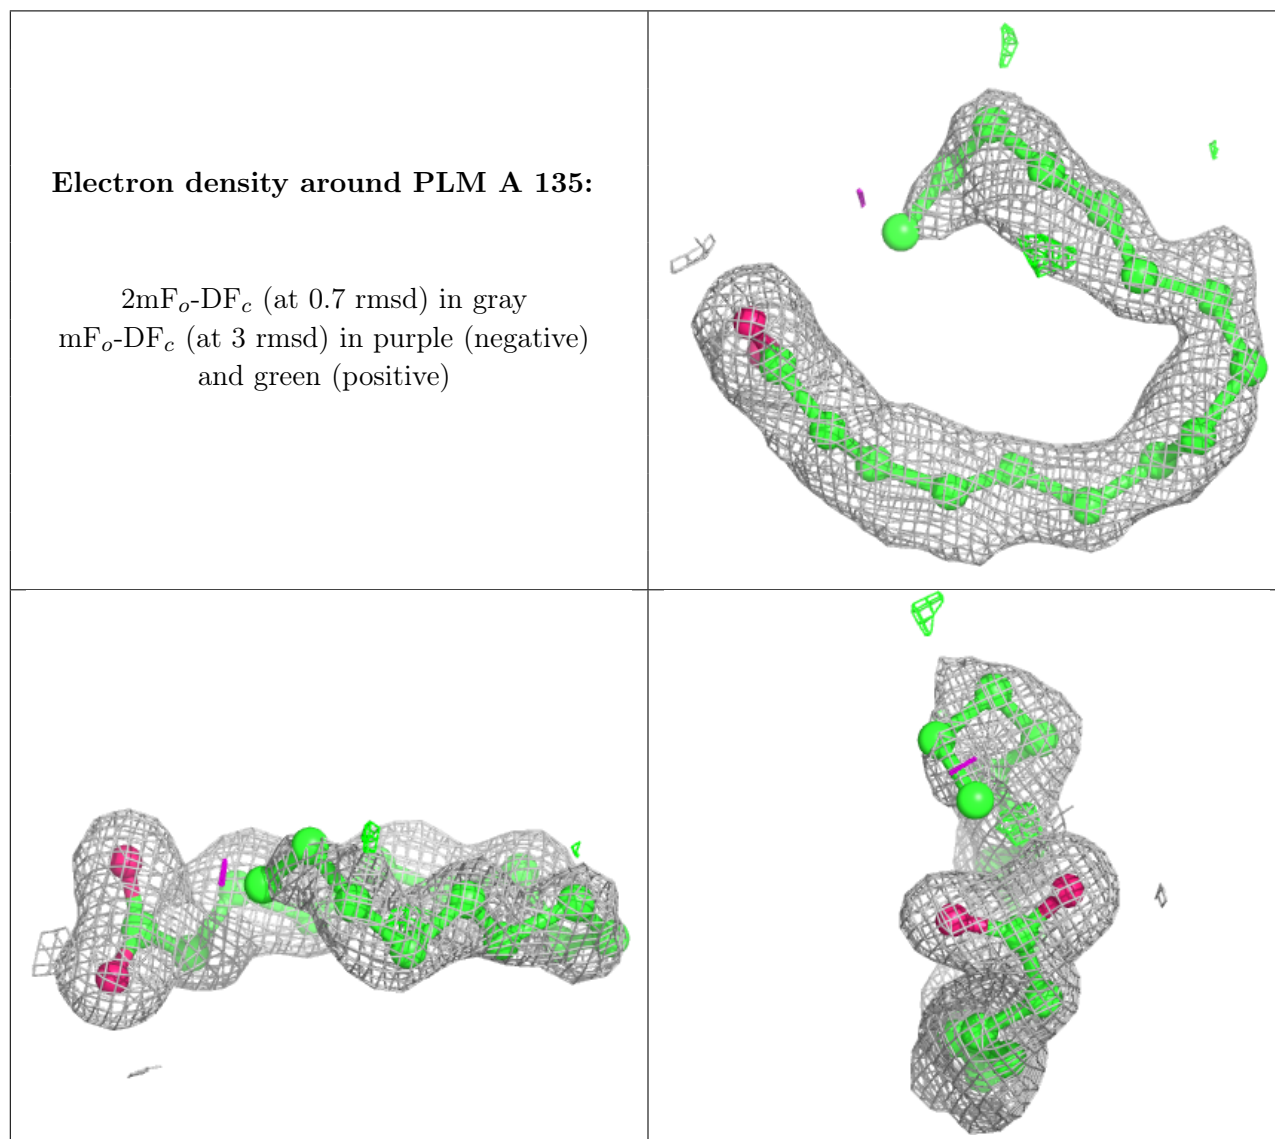 Electron density around PLM A 135:
2mFo-DFc (at 0.7 rmsd) in gray
mFo-DFc (at 3 rmsd) in purple (negative)
and green (positive)